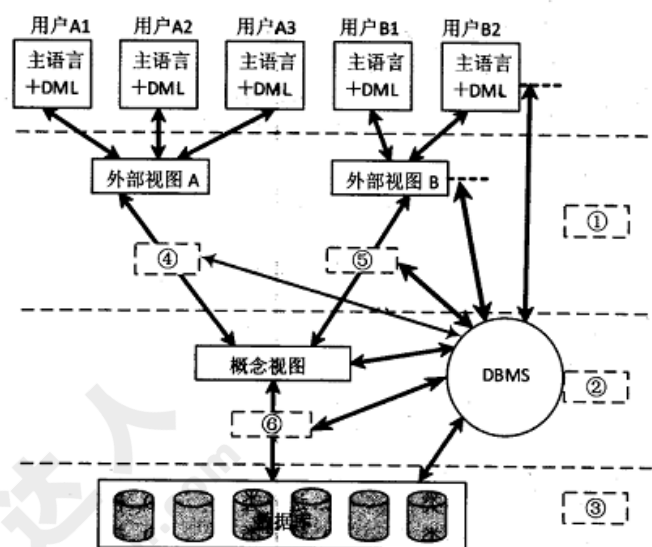 用户A1 用户A2 用户A3 用户B1 用户B2
主语言 主语言 主语言 主语言 主语言
+DML +DML +DML +DML +DML
外部视图 A 外部视图 B
①
④ ⑤
概念视图 DBMS ②
⑥
③
数据库